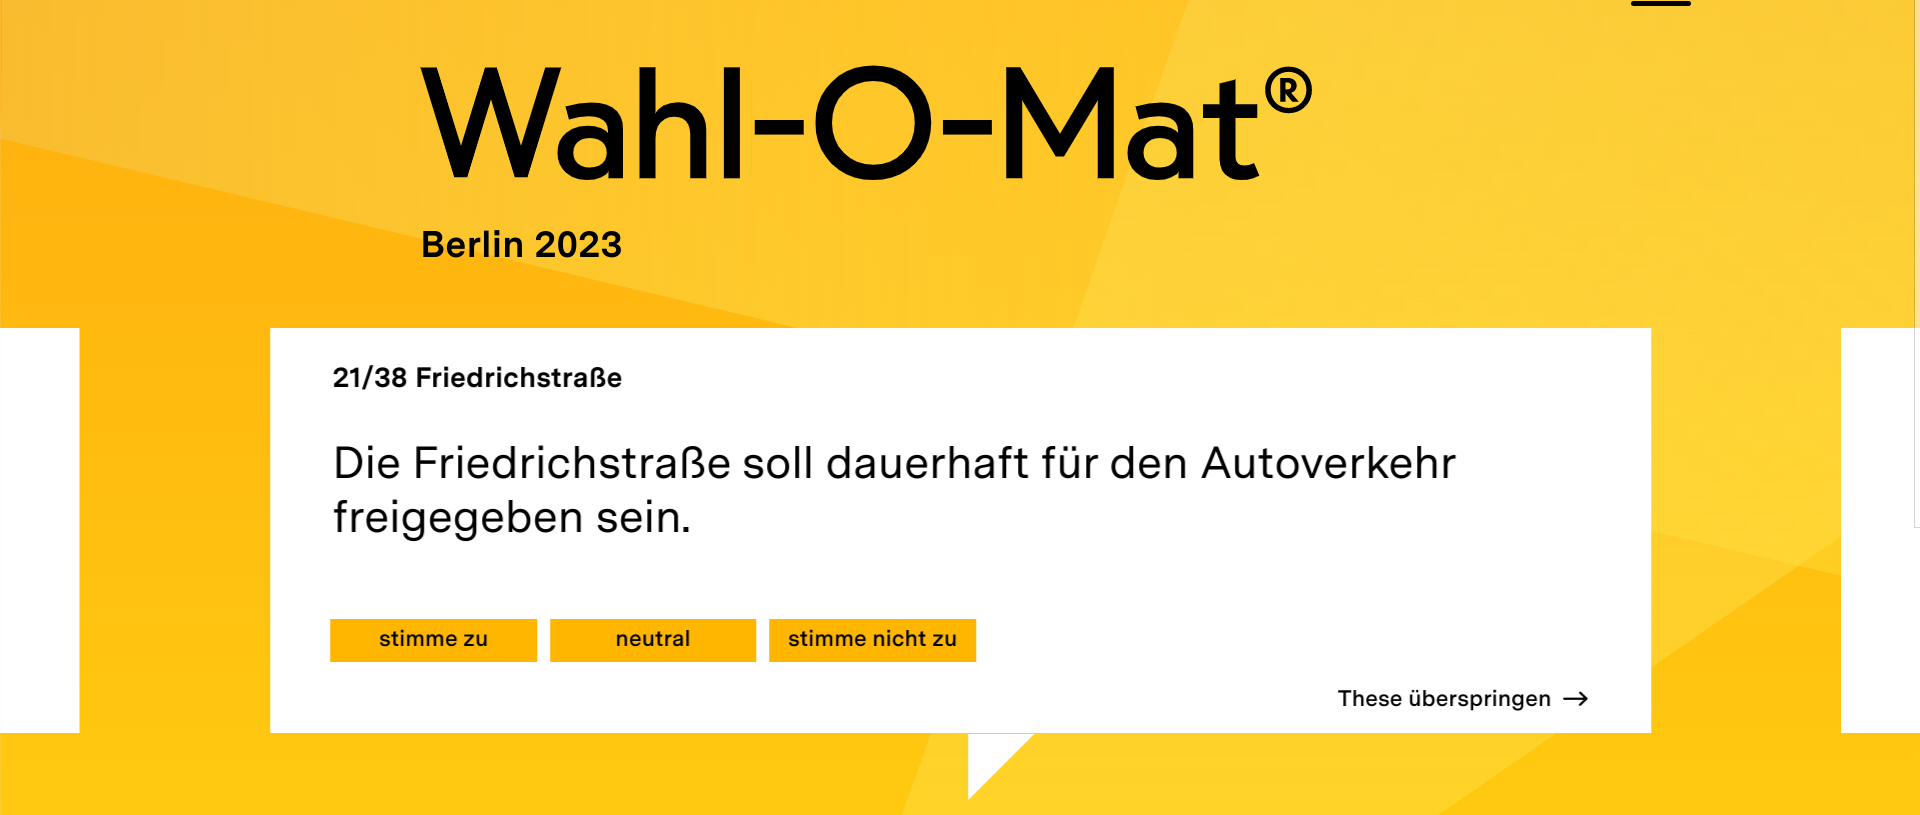 Wahl-O-Mat®
Berlin 2023
21/38 Friedrichstraße
Die Friedrichstraße soll dauerhaft für den Autoverkehr
freigegeben sein.
stimme zu
neutral
stimme nicht zu
These überspringen →